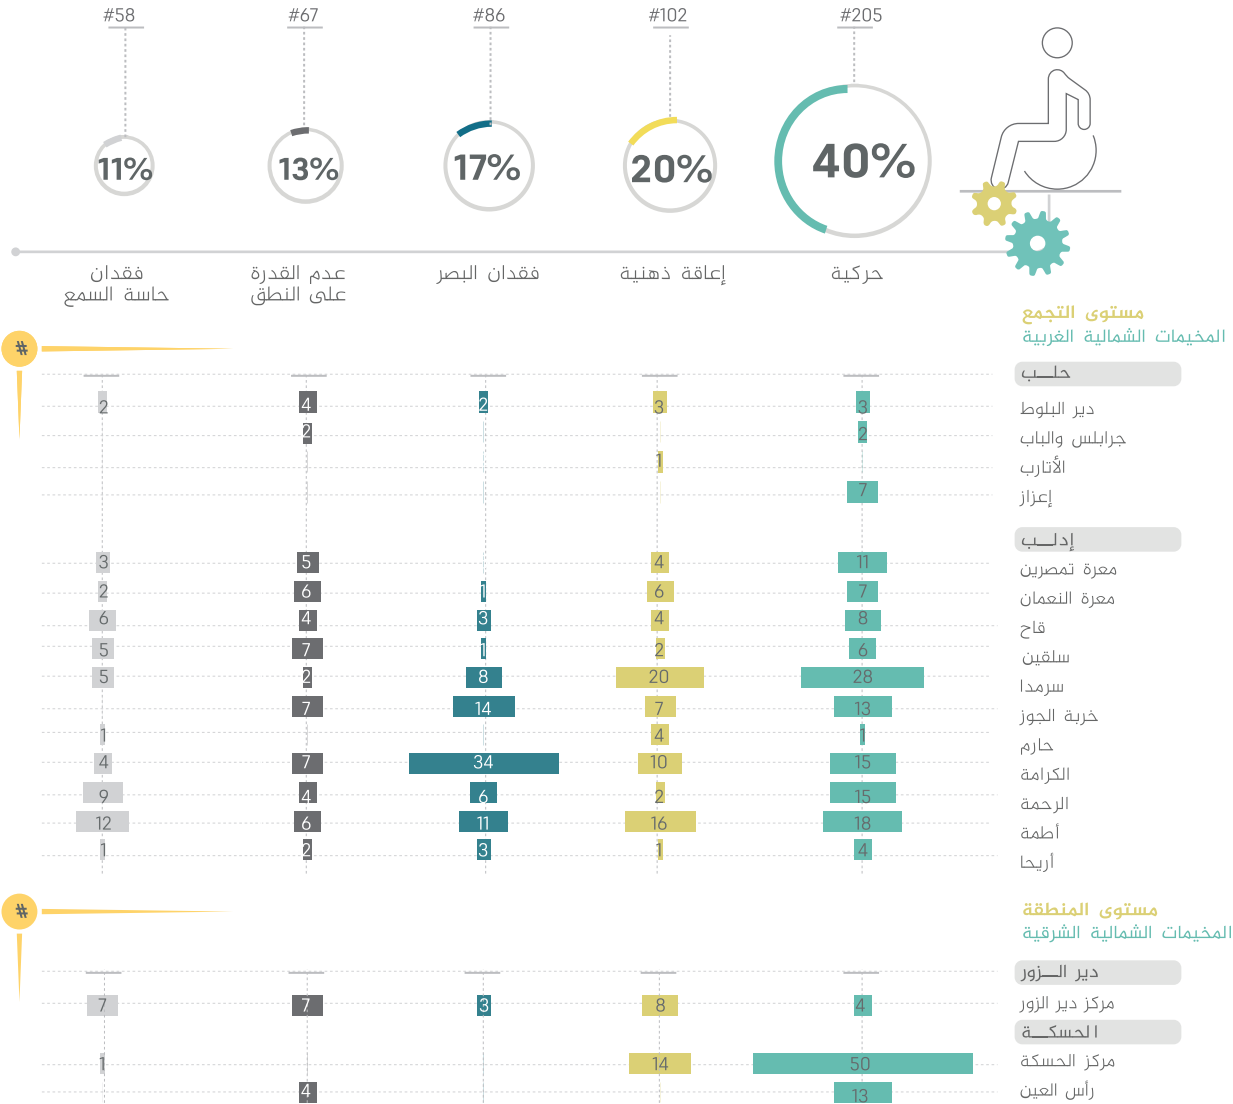 #205 #102 #86 #67 #58
40% 20% 17% 13% 11%
حركية إعاقة ذهنية فقدان البصر عدم القدرة على النطق فقدان حاسة السمع
مستوى التجمع
المخيمات الشمالية الغربية
#
حلـــب
دير البلوط 3 3 2 4 2
جرابلس والباب 2 2
الأتارب 1
إعزاز 7
إدلـــب
معرة تمصرين 11 4 5 3
معرة النعمان 7 6 1 6 2
قاح 8 4 3 4 6
سلقين 6 2 1 7 5
سرمدا 28 20 8 2 5
خربة الجوز 13 7 14 7
حارم 1 4 1
الكرامة 15 10 34 7 4
الرحمة 15 2 6 4 9
أطمة 18 16 11 6 12
أريحا 4 1 3 2 1
مستوى المنطقة
المخيمات الشمالية الشرقية
#
دير الـــزور
مركز دير الزور 4 8 3 7 7
الحسكـــة
مركز الحسكة 50 14 1
رأس العين 13 4